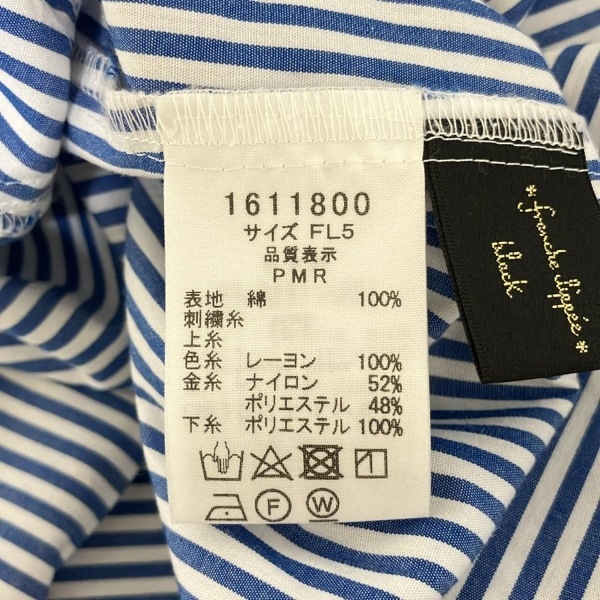 1611800
サイズ FL5
品質表示
PMR
表地 綿 100%
刺繍糸
上糸
色糸 レーヨン 100%
金糸 ナイロン 52%
ポリエステル 48%
下糸 ポリエステル 100%
F W
* franche lippée *
black